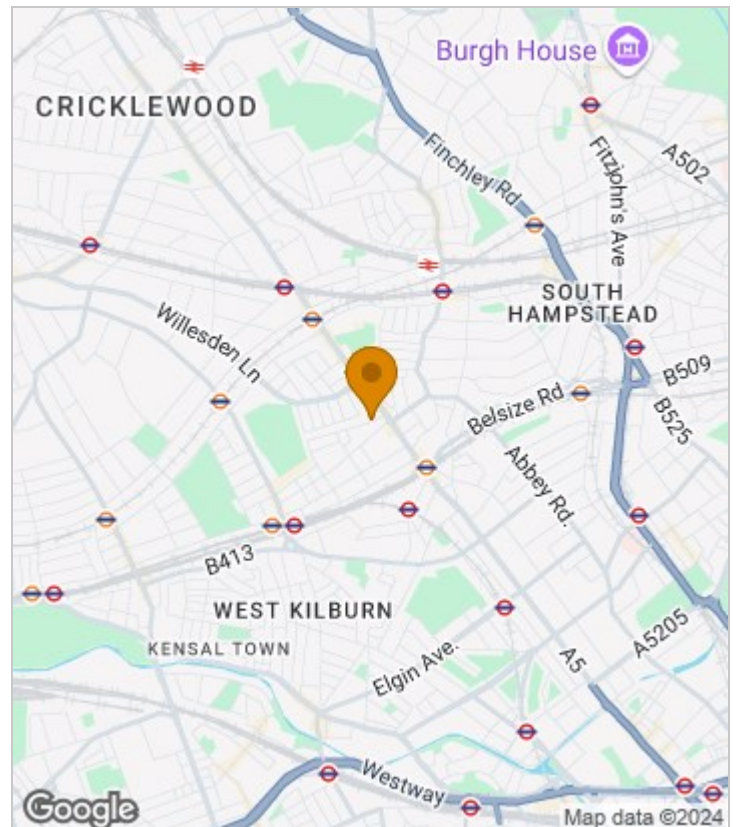 Burgh House
CRICKLEWOOD
Finchley Rd
Fitzjohn's Ave
A502
SOUTH
HAMPSTEAD
Willesden Ln
B509
Belsize Rd
B525
Abbey Rd.
B413
WEST KILBURN
KENSAL TOWN
Elgin Ave.
A5
A5205
Westway
Google
Map data ©2024